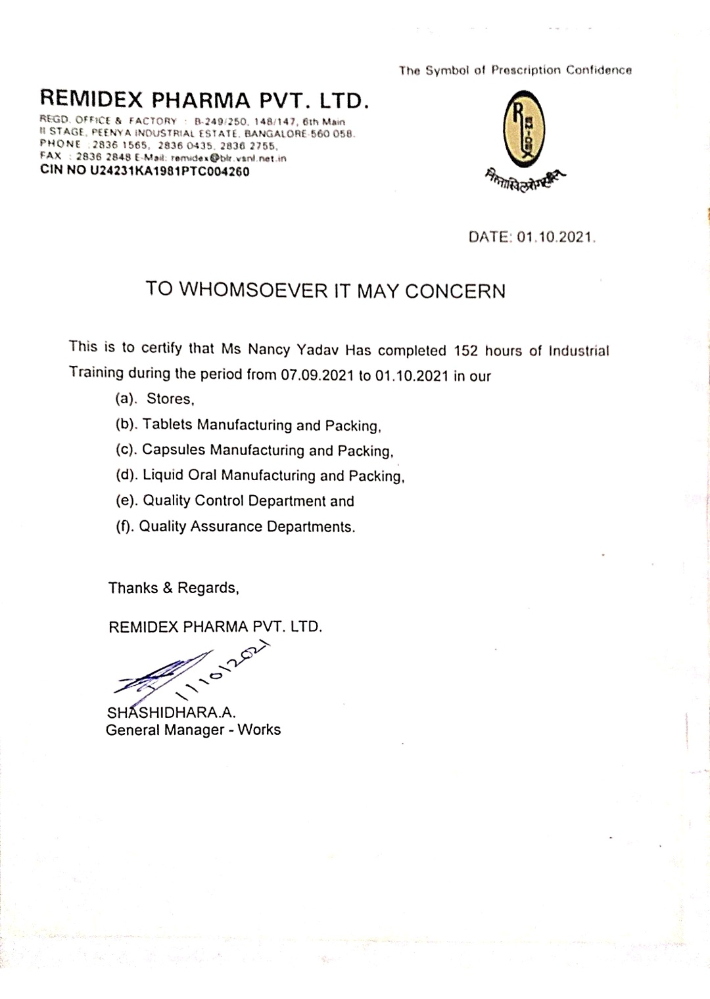 The Symbol of Prescription Confidence
REMIDEX PHARMA PVT. LTD.
REGD. OFFICE & FACTORY : B-249/250, 148/147, 6th Main
II STAGE, PEENYA INDUSTRIAL ESTATE, BANGALORE-560 058.
PHONE : 2836 1565, 2836 0435, 2836 2755,
FAX : 2836 2848 E-Mail: remidex@blr.vsnl.net.in
CIN NO U24231KA1981PTC004260
REMIDEX
DATE: 01.10.2021.
TO WHOMSOEVER IT MAY CONCERN
This is to certify that Ms Nancy Yadav Has completed 152 hours of Industrial
Training during the period from 07.09.2021 to 01.10.2021 in our
(a). Stores,
(b). Tablets Manufacturing and Packing,
(c). Capsules Manufacturing and Packing,
(d). Liquid Oral Manufacturing and Packing,
(e). Quality Control Department and
(f). Quality Assurance Departments.
Thanks & Regards,
REMIDEX PHARMA PVT. LTD.
1\10\2021
SHASHIDHARA.A.
General Manager - Works